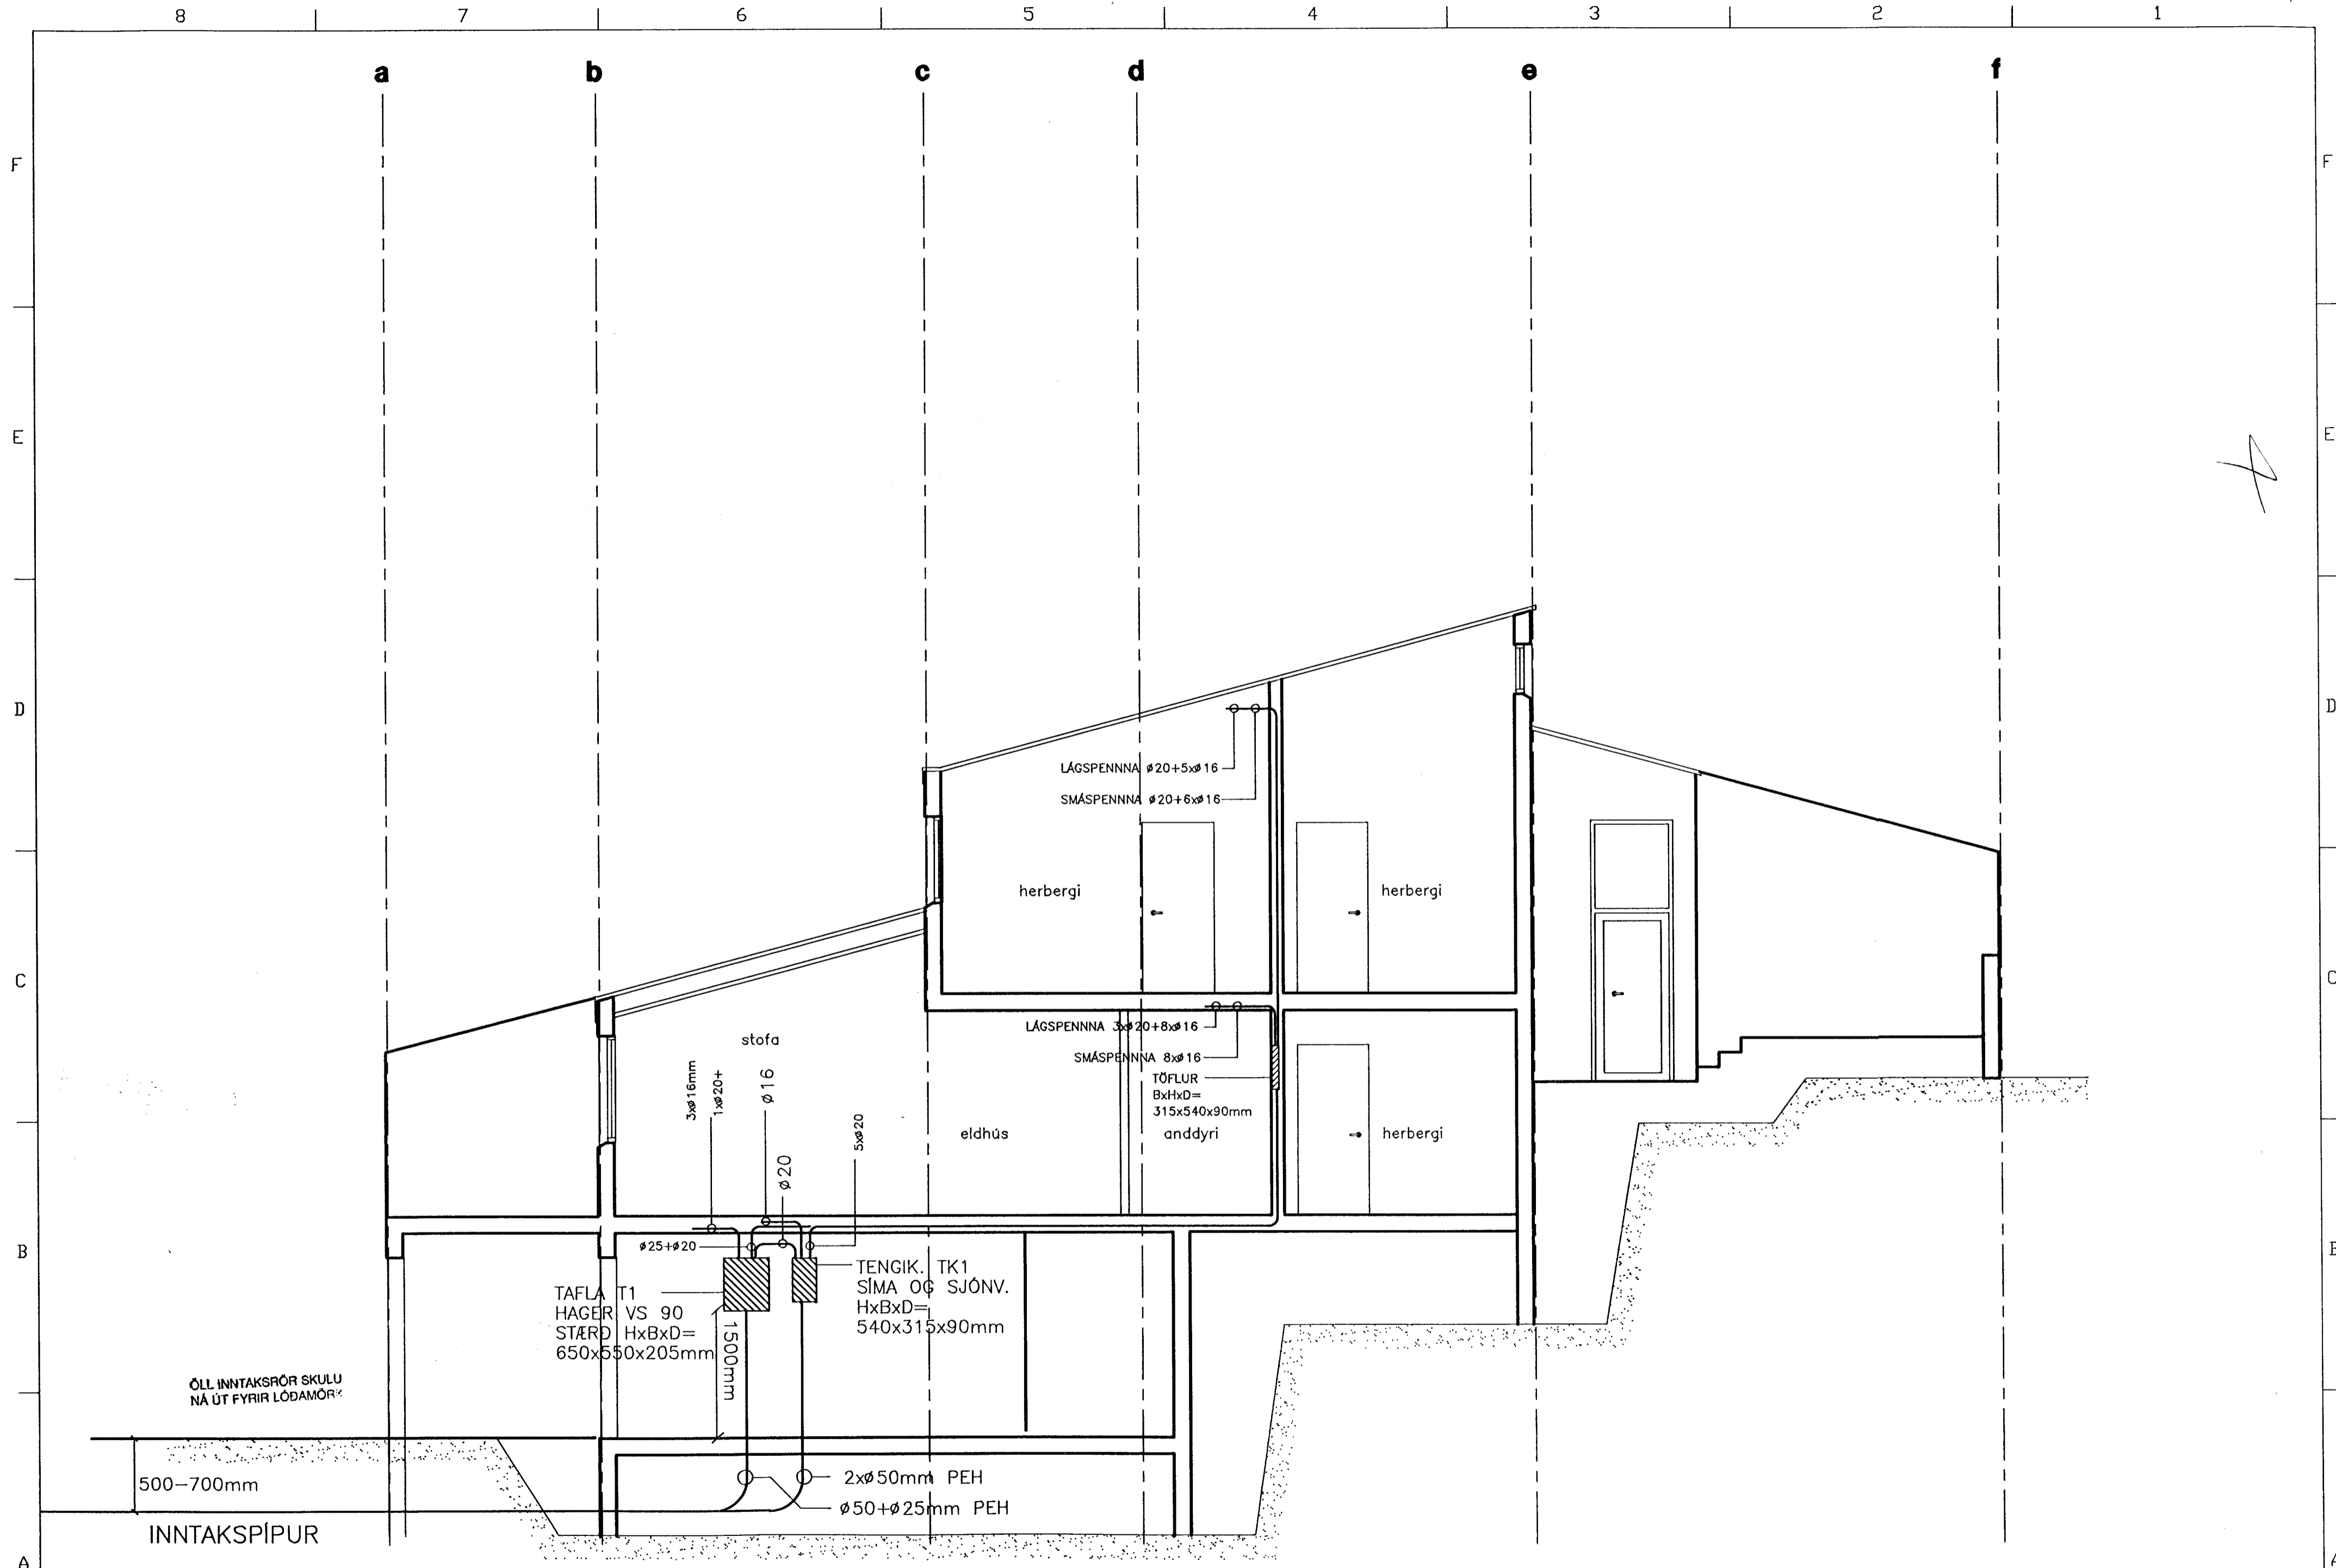 8 7 6 5 4 3 2 1
a b c d e f
F F
E E
D D
LÁGSPENNNA ø20+5xø16
SMÁSPENNNA ø20+6xø16
herbergi herbergi
C C
LÁGSPENNNA 3xø20+8xø16
stofa
SMÁSPENNNA 8xø16
TÖFLUR
BxHxD=
315x540x90mm
3xø16mm
1xø20+
ø16
ø20
5xø20
eldhús anddyri herbergi
B B
ø25+ø20
TENGIK. TK1
SÍMA OG SJÓNV.
HxBxD=
540x315x90mm
TAFLA T1
HAGER VS 90
STÆRÐ HxBxD=
650x550x205mm
1500mm
ÖLL INNTAKSRÖR SKULU
NÁ ÚT FYRIR LÓÐAMÖRK
500-700mm
2xø50mm PEH
ø50+ø25mm PEH
INNTAKSPÍPUR
A A